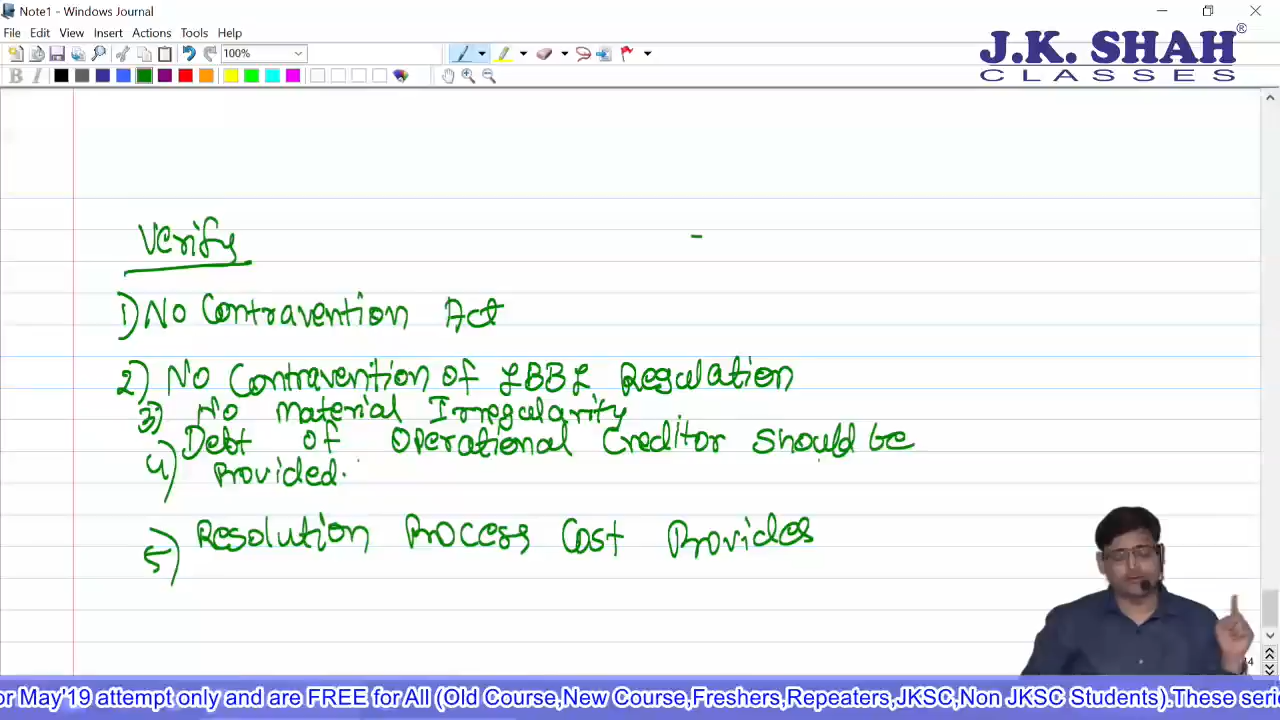 Note1 - Windows Journal
File Edit View Insert Actions Tools Help
100%
B I
J.K. SHAH®
CLASSES
Verify
1) No Contravention Act
2) No Contravention of IBBI Regulation
3) No Material Irregularity
4) Debt of Operational Creditor should be
Provided.
5) Resolution Process Cost Provides
or May'19 attempt only and are FREE for All (Old Course,New Course,Freshers,Repeaters,JKSC,Non JKSC Students).These seri